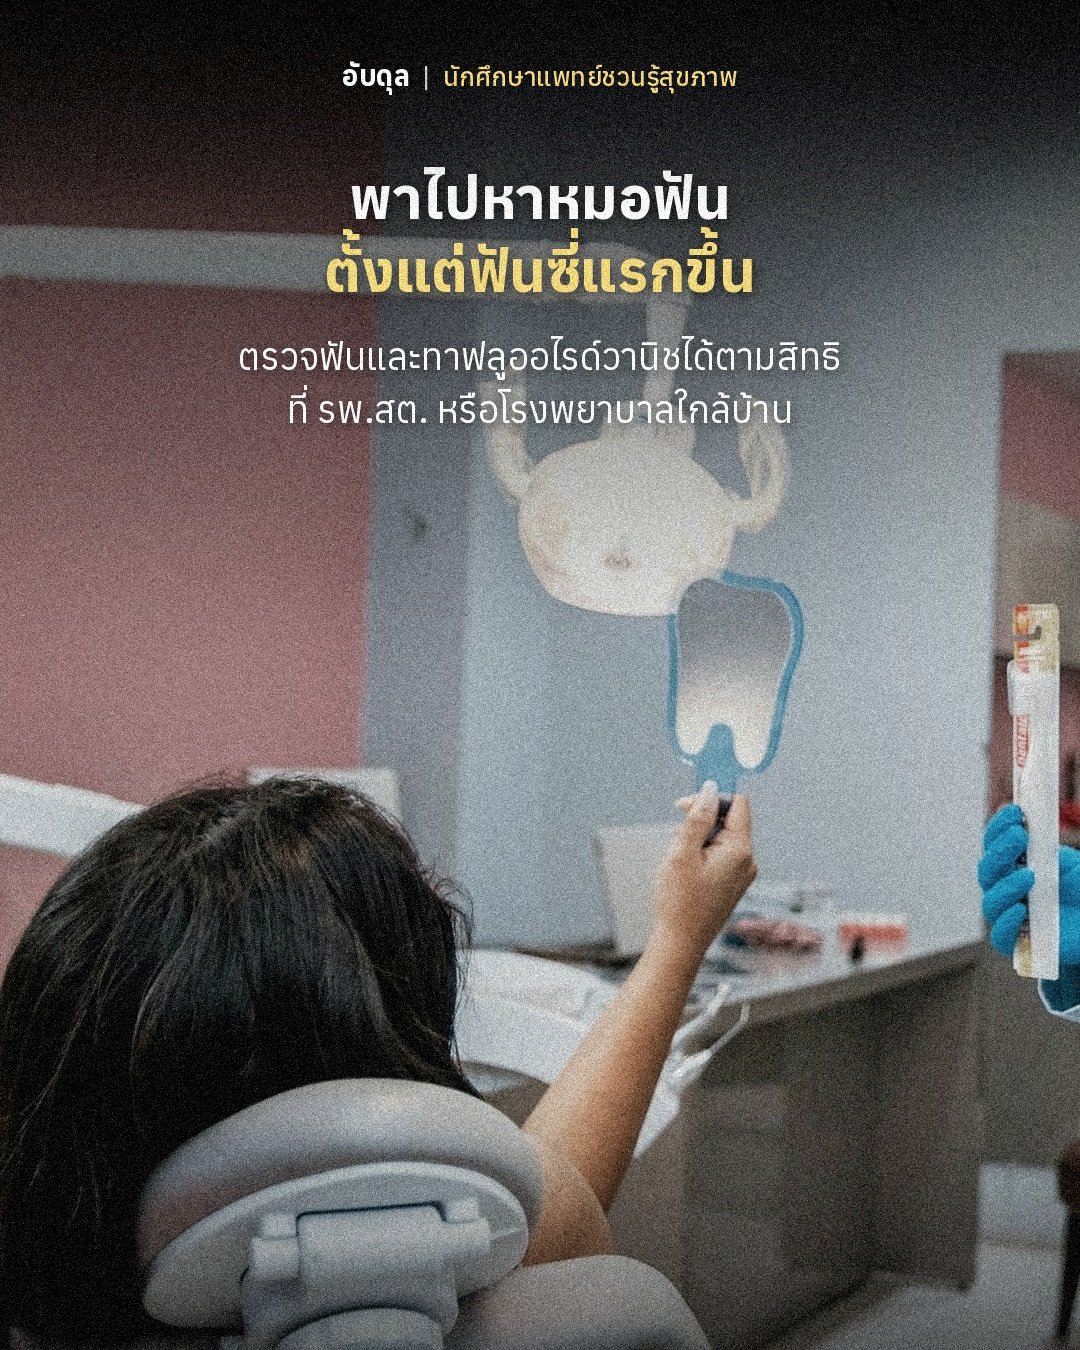 อับดุล | นักศึกษาแพทย์ชวนรู้สุขภาพ
พาไปหาหมอฟัน
ตั้งแต่ฟันซี่แรกขึ้น
ตรวจฟันและทาฟลูออไรด์วานิชได้ตามสิทธิ
ที่ รพ.สต. หรือโรงพยาบาลใกล้บ้าน